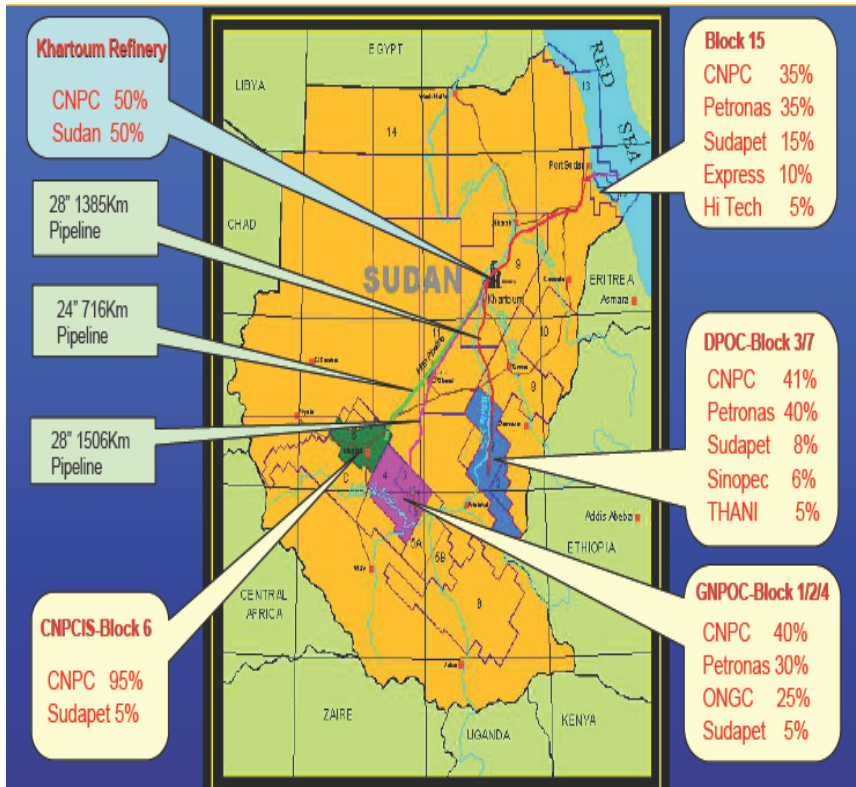 Khartoum Refinery
CNPC 50%
Sudan 50%
28” 1385Km
Pipeline
24” 716Km
Pipeline
28” 1506Km
Pipeline
CNPCIS-Block 6
CNPC 95%
Sudapet 5%
EGYPT
LIBYA
RED SEA
13
14
Port Sudan
CHAD
SUDAN
9
ERITREA
Asmara
Khartoum
11
10
9
Nyala
6
C
4
5A
5B
Addis Ababa
ETHIOPIA
CENTRAL
AFRICA
8
Juba
ZAIRE
UGANDA
KENYA
Block 15
CNPC 35%
Petronas 35%
Sudapet 15%
Express 10%
Hi Tech 5%
DPOC-Block 3/7
CNPC 41%
Petronas 40%
Sudapet 8%
Sinopec 6%
THANI 5%
GNPOC-Block 1/2/4
CNPC 40%
Petronas 30%
ONGC 25%
Sudapet 5%